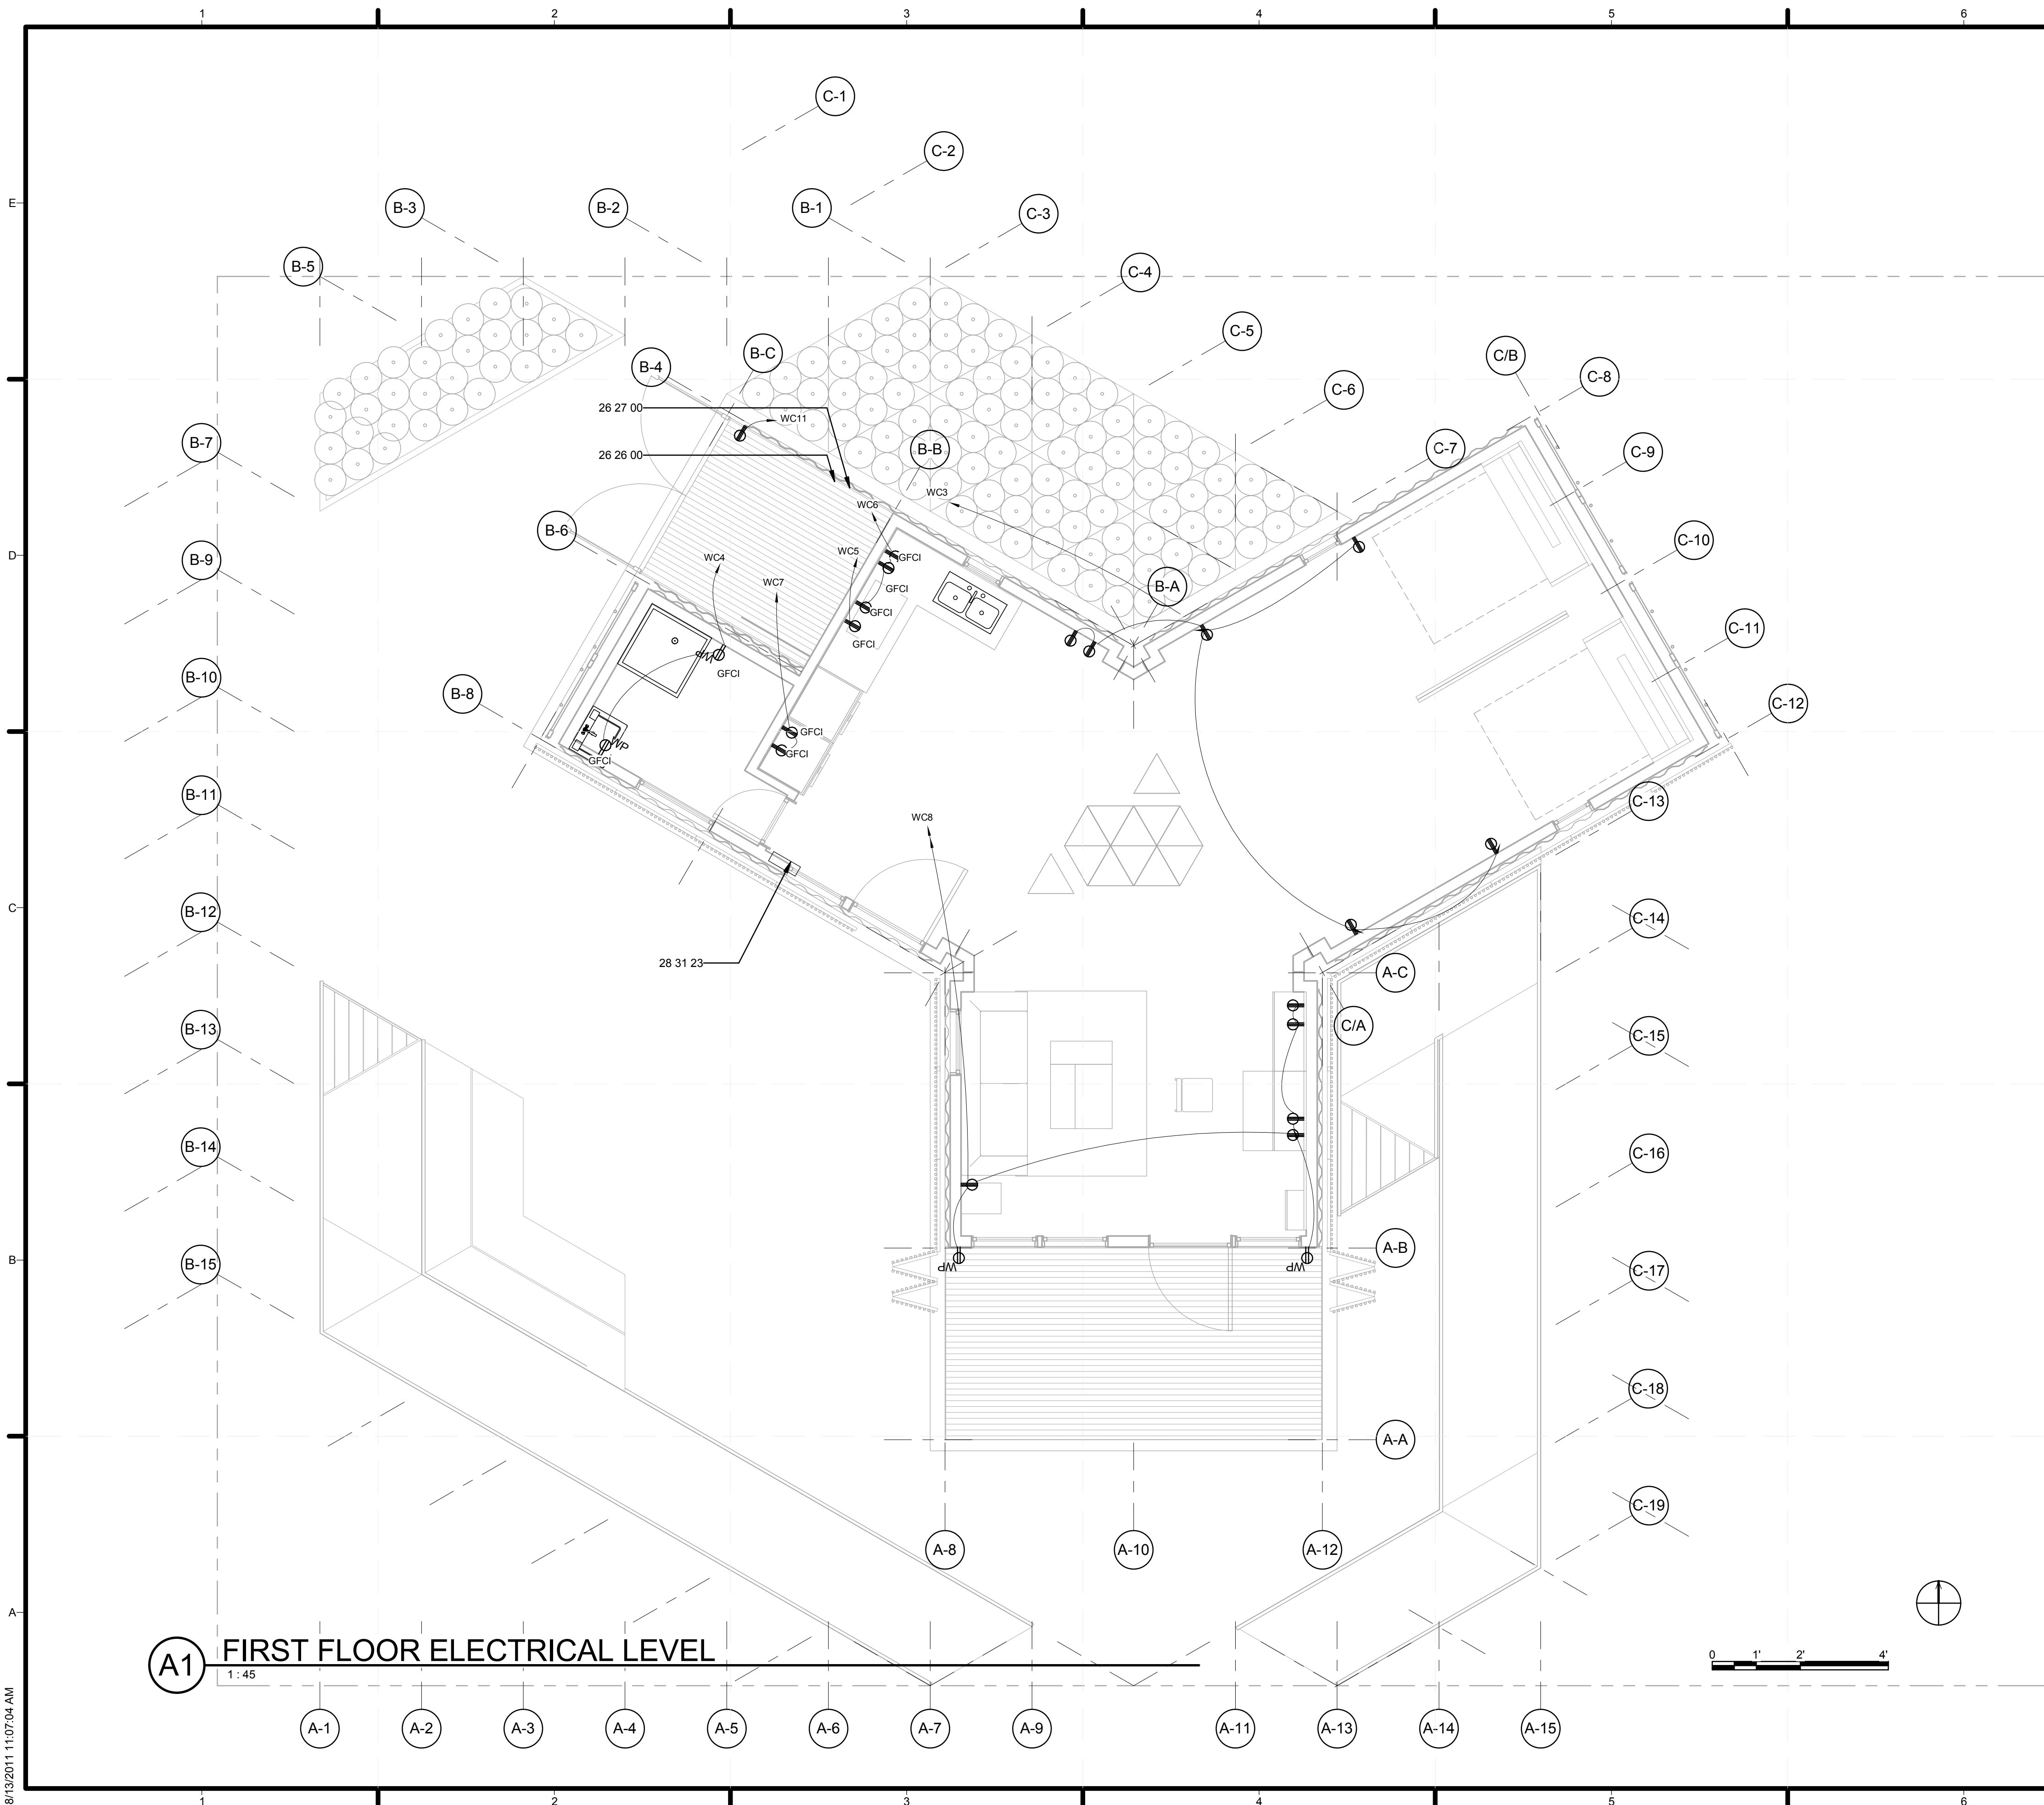 1 2 3 4 5 6
C-1
C-2
E
B-3 B-2 B-1 C-3
B-5 C-4
C-5
B-4 B-C C/B C-8
C-6
26 27 00 WC11
B-7 B-B C-7 C-9
26 26 00
WC3
WC6
B-6 C-10
D
B-9 WC4 WC5 GFCI
WC7 GFCI B-A
GFCI
C-11
GFCI
WP GFCI
B-10 B-8 C-12
GFCI
WP GFCI
GFCI
B-11 C-13
WC8
C
B-12 C-14
28 31 23 A-C
B-13 C/A C-15
B-14 C-16
B A-B
B-15 WP WP C-17
C-18
A-A
C-19
A-8 A-10 A-12
A
A1 FIRST FLOOR ELECTRICAL LEVEL
1 : 45
0 1' 2' 4'
A-1 A-2 A-3 A-4 A-5 A-6 A-7 A-9 A-11 A-13 A-14 A-15
8/13/2011 11:07:04 AM
1 2 3 4 5 6